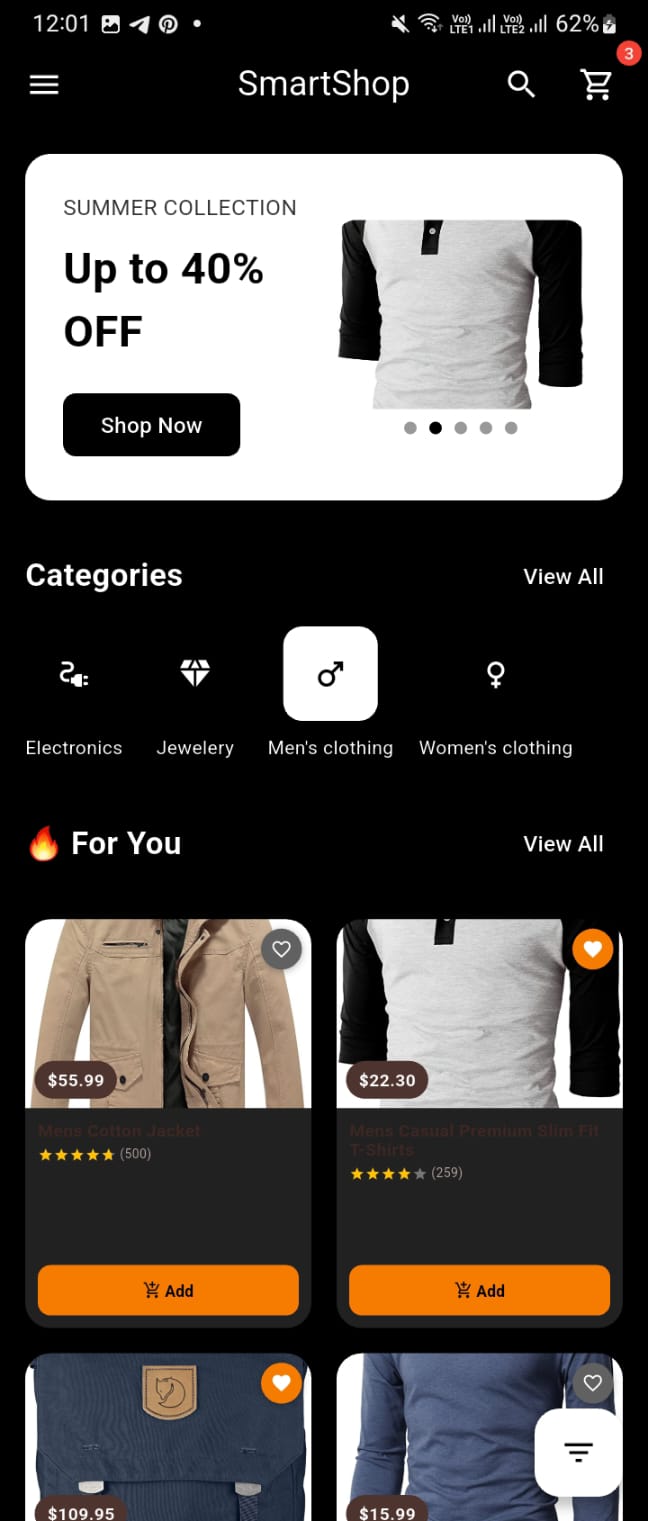 12:01
Vo)) LTE1 Vo)) LTE2 62%
3
SmartShop
SUMMER COLLECTION
Up to 40%
OFF
Shop Now
Categories View All
Electronics Jewelery Men's clothing Women's clothing
🔥 For You View All
$55.99 $22.30
Mens Cotton Jacket
(500)
Mens Casual Premium Slim Fit
T-Shirts
(259)
Add Add
$109.95 $15.99